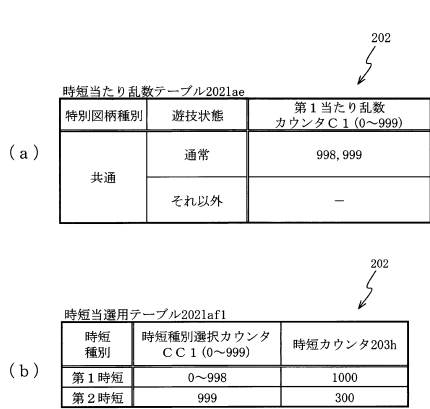 202
時短当たり乱数テーブル2021ae
特別図柄種別
遊技状態
第1当たり乱数
カウンタC1(0～999)
(a)
共通
通常
998,999
それ以外
－
202
時短当選用テーブル2021af1
時短
種別
時短種別選択カウンタ
CC1(0～999)
時短カウンタ203h
(b)
第1時短
0～998
1000
第2時短
999
300